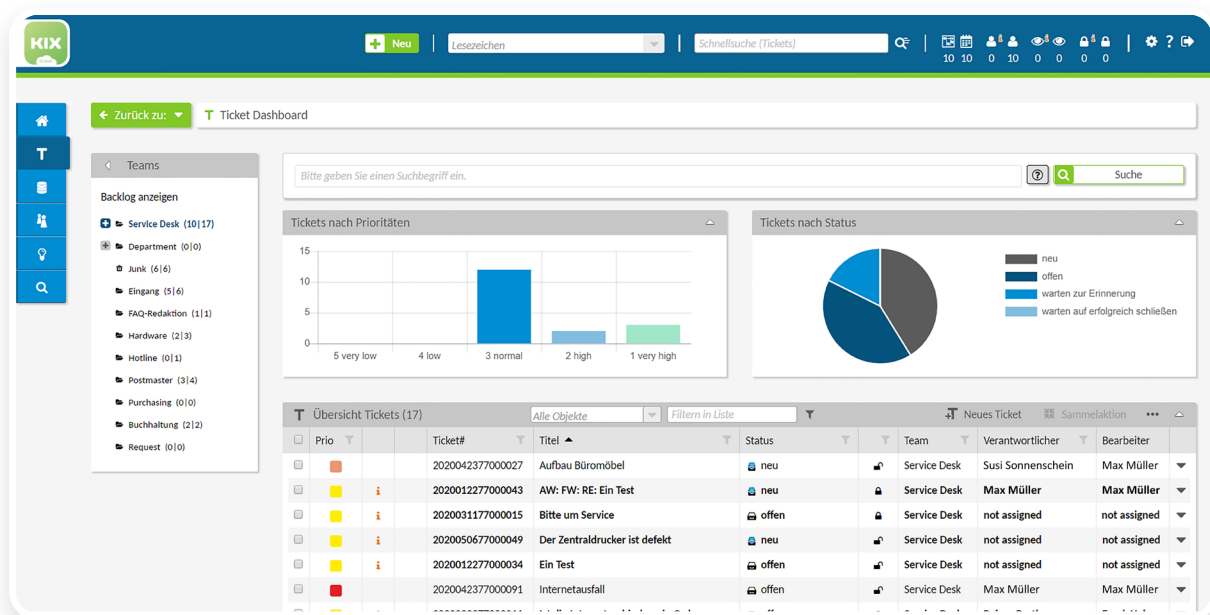 KIX
Neu
Lesezeichen
Schnellsuche (Tickets)
10 10 0 10 0 0 0 0
Zurück zu:
T Ticket Dashboard
T
Teams
Backlog anzeigen
Service Desk (10|17)
Department (0|0)
Junk (6|6)
Eingang (5|6)
FAQ-Redaktion (1|1)
Hardware (2|3)
Hotline (0|1)
Postmaster (3|4)
Purchasing (0|0)
Buchhaltung (2|2)
Request (0|0)
Bitte geben Sie einen Suchbegriff ein.
Suche
Tickets nach Prioritäten
15
10
5
0
5 very low 4 low 3 normal 2 high 1 very high
Tickets nach Status
neu
offen
warten zur Erinnerung
warten auf erfolgreich schließen
T Übersicht Tickets (17) Alle Objekte Filtern in Liste Neues Ticket Sammelaktion
Prio Ticket# Titel Status Team Verantwortlicher Bearbeiter
2020042377000027 Aufbau Büromöbel neu Service Desk Susi Sonnenschein Max Müller
2020012277000043 AW: FW: RE: Ein Test neu Service Desk Max Müller Max Müller
2020031177000015 Bitte um Service offen Service Desk not assigned not assigned
2020050677000049 Der Zentraldrucker ist defekt neu Service Desk not assigned not assigned
2020012277000034 Ein Test offen Service Desk not assigned not assigned
2020042377000091 Internetausfall offen Service Desk Max Müller Max Müller